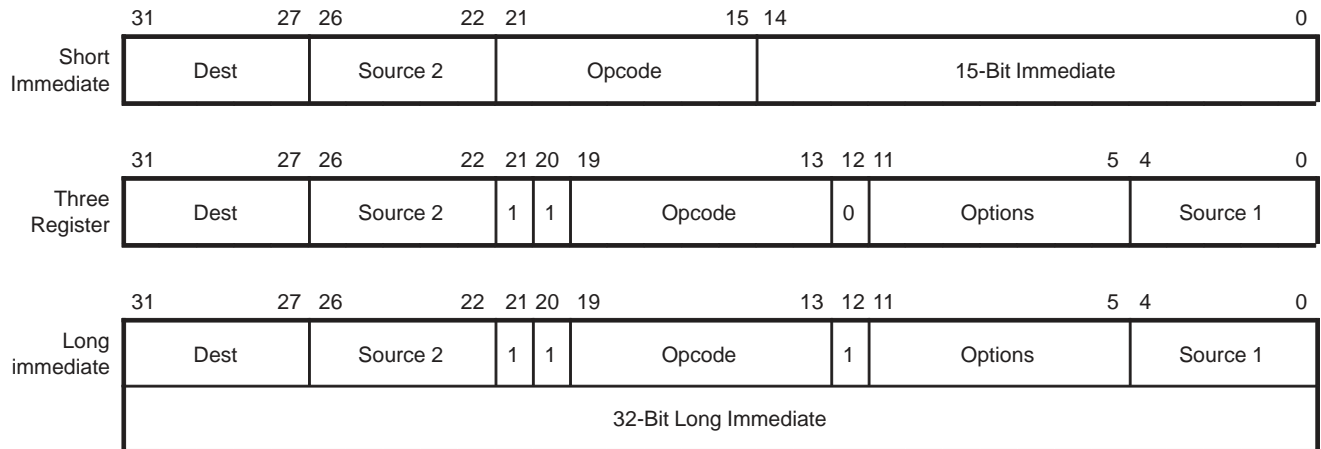 31 27 26 22 21 15 14 0
Short
Immediate
Dest Source 2 Opcode 15-Bit Immediate
31 27 26 22 21 20 19 13 12 11 5 4 0
Three
Register
Dest Source 2 1 1 Opcode 0 Options Source 1
31 27 26 22 21 20 19 13 12 11 5 4 0
Long
immediate
Dest Source 2 1 1 Opcode 1 Options Source 1
32-Bit Long Immediate